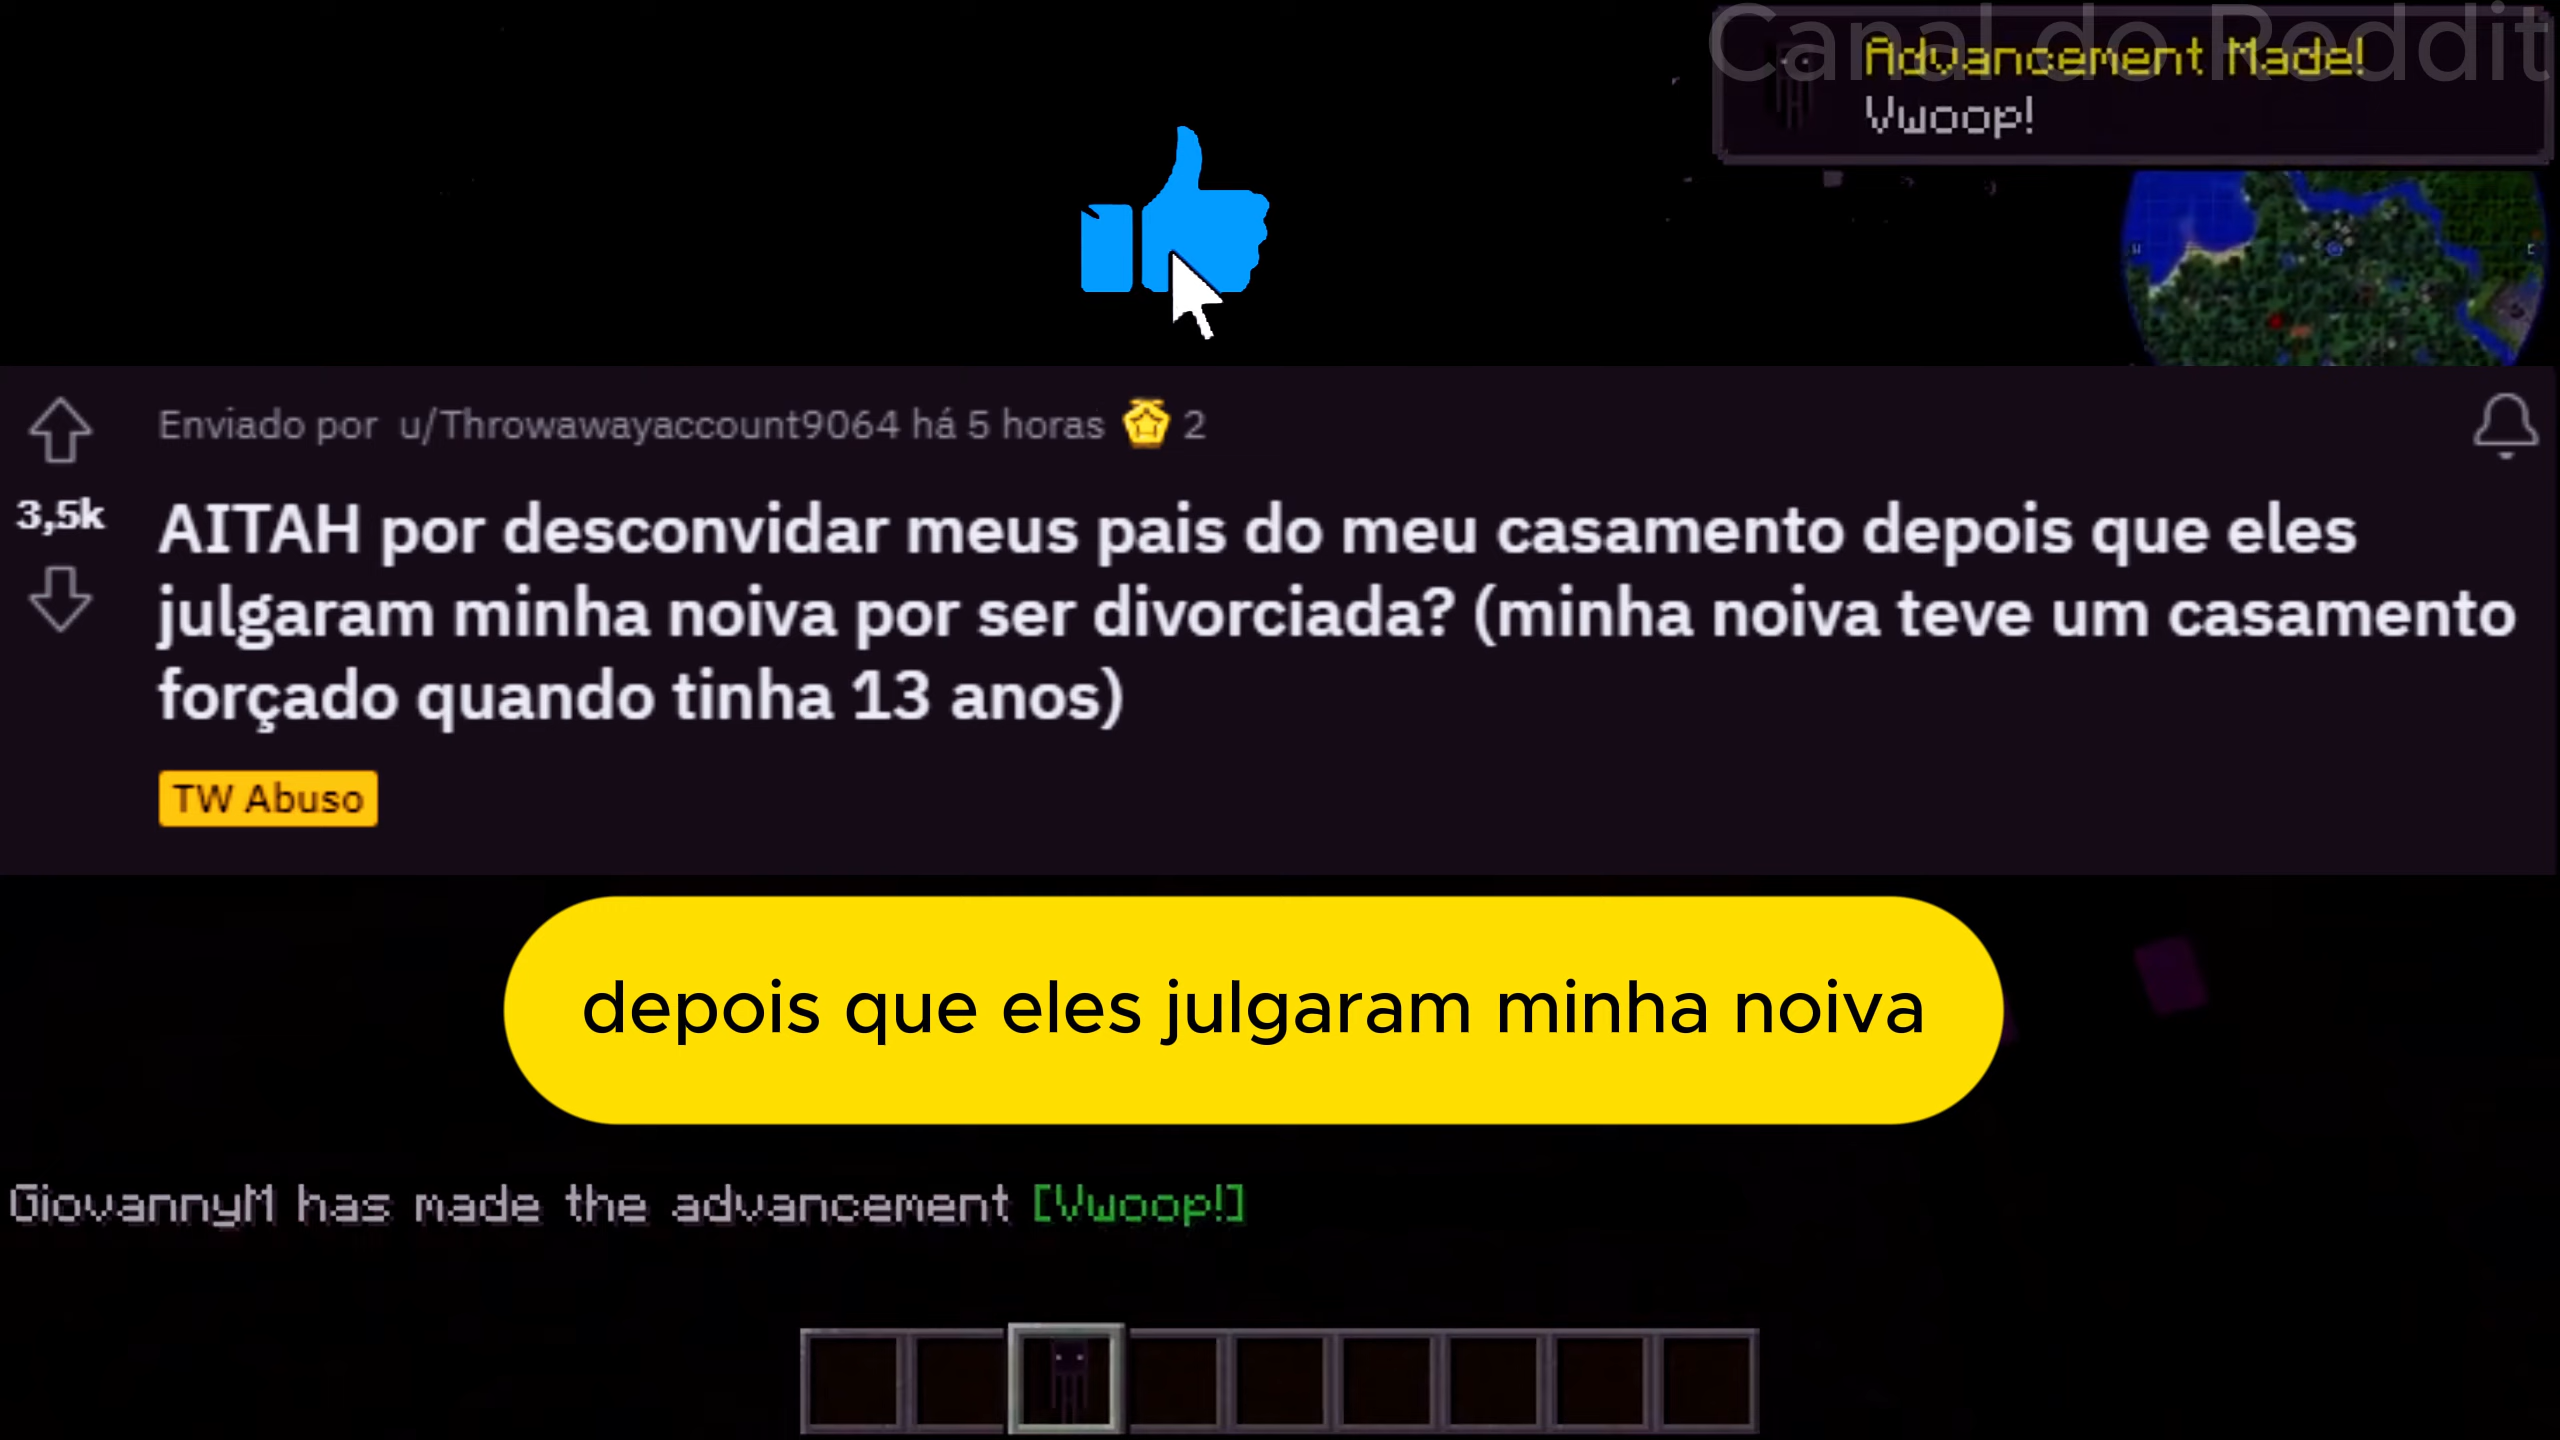 Canal do Reddit
Advancement Made!
Vwoop!
Enviado por u/Throwawayaccount9064 há 5 horas 2
3,5k
AITAH por desconvidar meus pais do meu casamento depois que eles
julgaram minha noiva por ser divorciada? (minha noiva teve um casamento
forçado quando tinha 13 anos)
TW Abuso
depois que eles julgaram minha noiva
GiovannyM has made the advancement [Vwoop!]